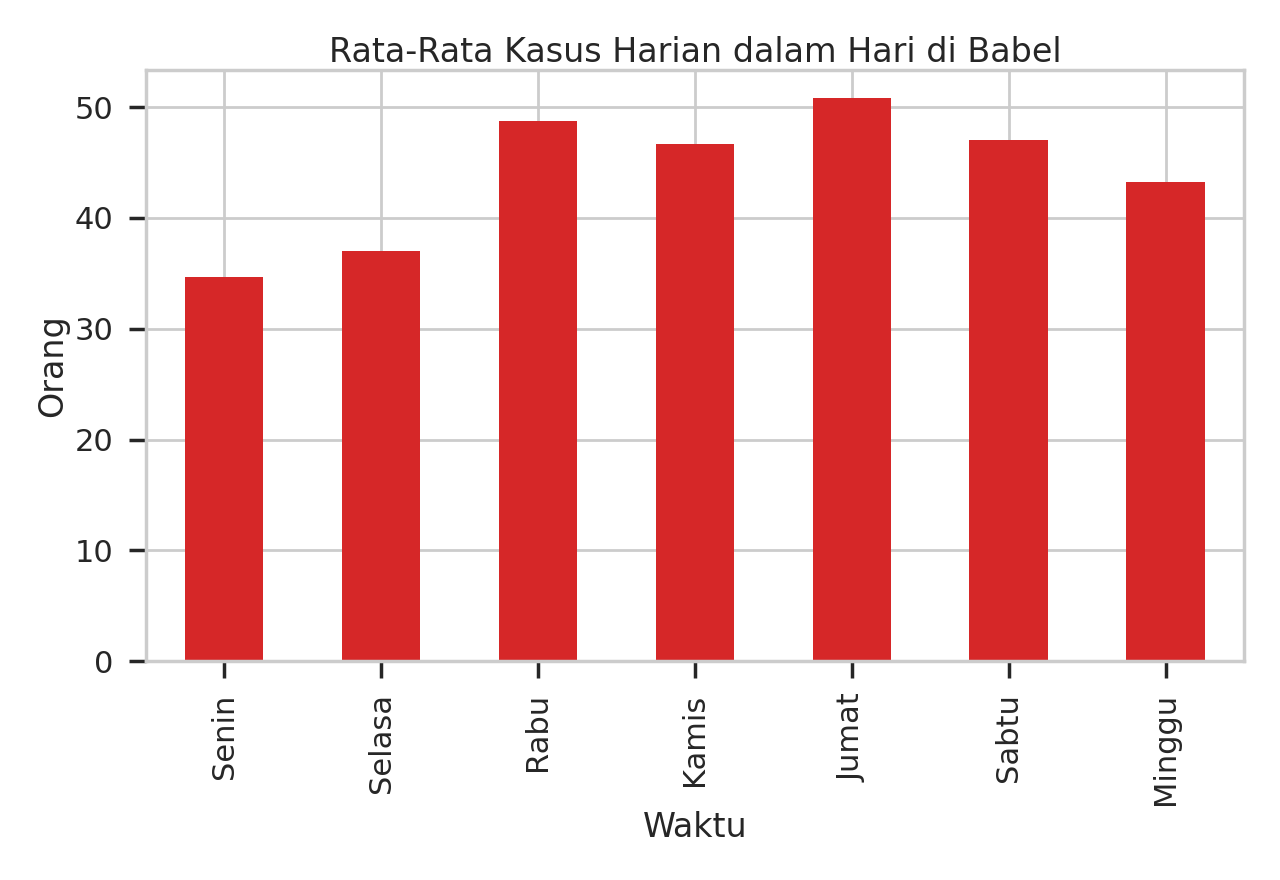 Rata-Rata Kasus Harian dalam Hari di Babel
50
40
30
20
10
0
Orang
Senin
Selasa
Rabu
Kamis
Jumat
Sabtu
Minggu
Waktu